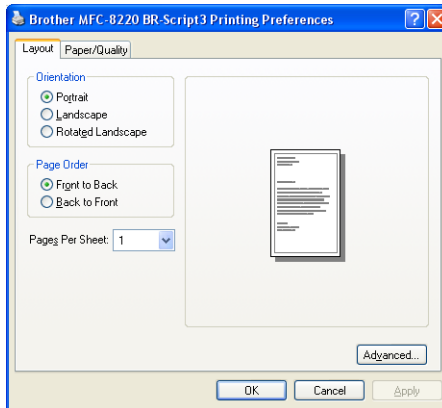 Brother MFC-8220 BR-Script3 Printing Preferences
Layout Paper/Quality
Orientation
Portrait
Landscape
Rotated Landscape
Page Order
Front to Back
Back to Front
Pages Per Sheet: 1
Advanced...
OK Cancel Apply